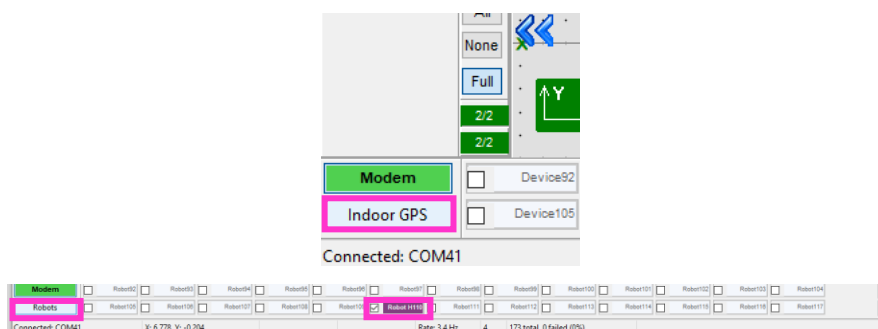 All
None
Full
Y
2/2
2/2
Modem Device92
Indoor GPS Device105
Connected: COM41
Modem Robot92 Robot93 Robot94 Robot95 Robot96 Robot97 Robot98 Robot99 Robot100 Robot101 Robot102 Robot103 Robot104
Robots Robot105 Robot106 Robot107 Robot108 Robot109 Robot H110 Robot111 Robot112 Robot113 Robot114 Robot115 Robot116 Robot117
Connected: COM41 X: 6.778 Y: -0.204 Rate: 3.4 Hz 4 173 total, 0 failed (0%)